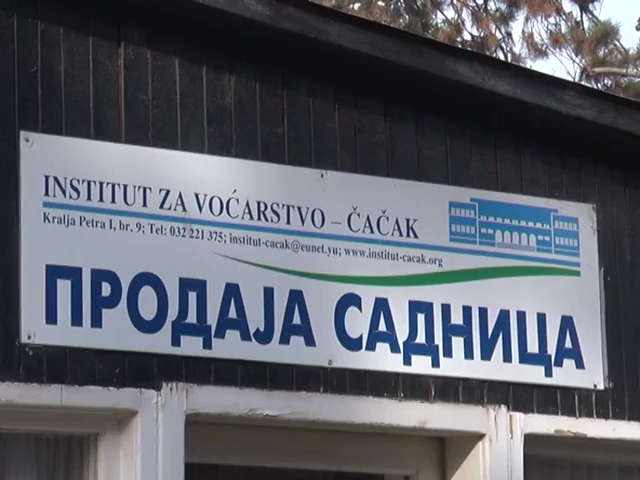 INSTITUT ZA VOĆARSTVO – ČAČAK
Kralja Petra I, br. 9; Tel: 032 221 375; institut-cacak@eunet.yu; www.institut-cacak.org
ПРОДАЈА САДНИЦА